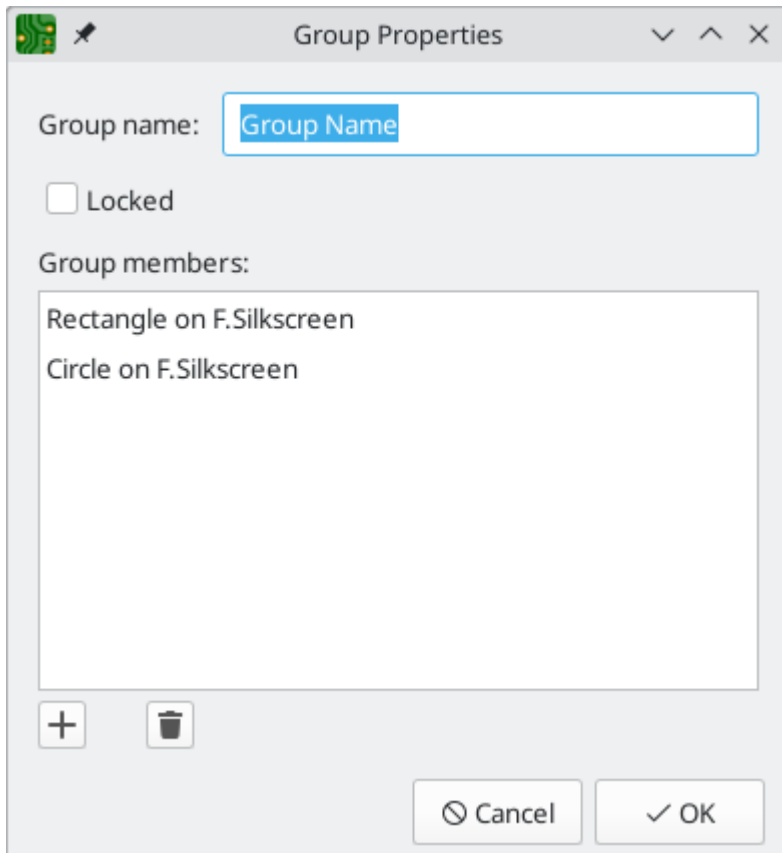 Group Properties
Group name: Group Name
Locked
Group members:
Rectangle on F.Silkscreen
Circle on F.Silkscreen
Cancel OK